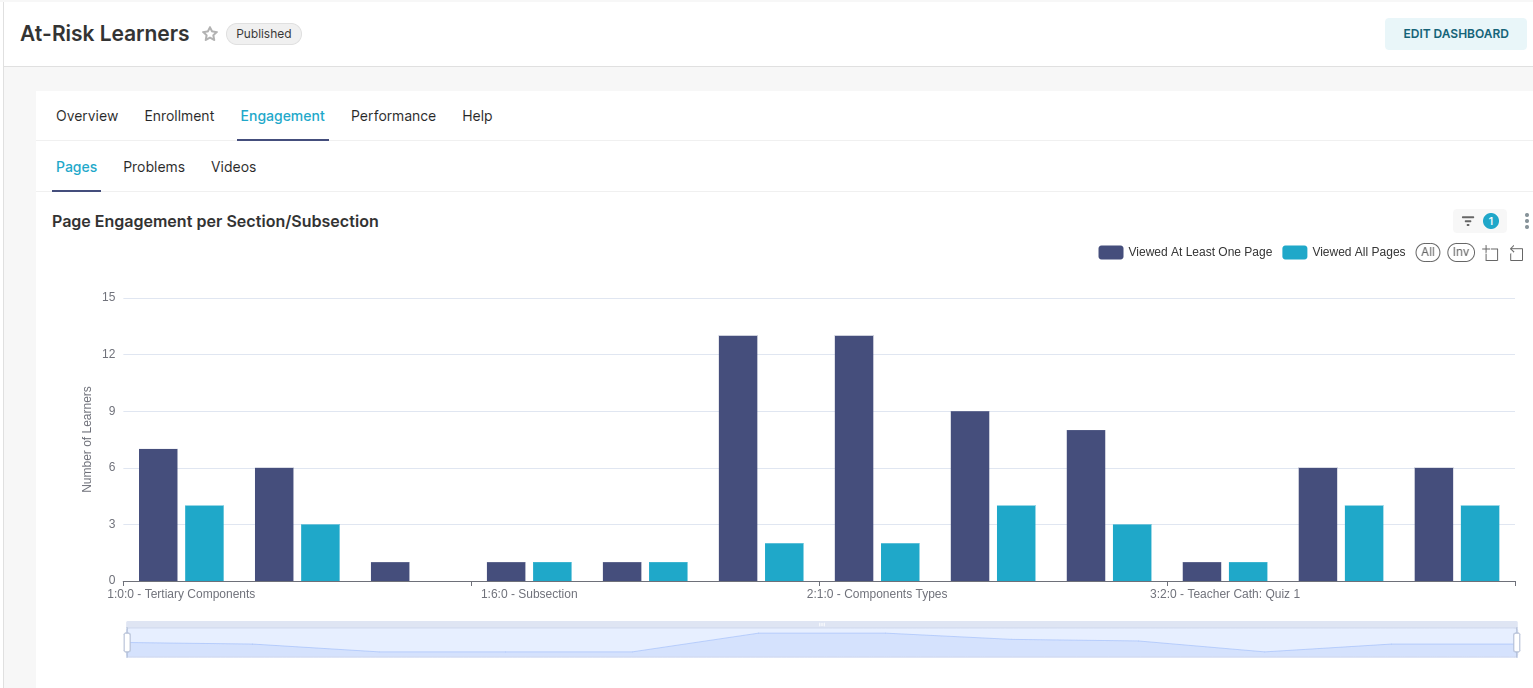 At-Risk Learners Published EDIT DASHBOARD
Overview Enrollment Engagement Performance Help
Pages Problems Videos
Page Engagement per Section/Subsection 1
Viewed At Least One Page Viewed All Pages All Inv
15
12
9
6
3
0
Number of Learners
1:0:0 - Tertiary Components 1:6:0 - Subsection 2:1:0 - Components Types 3:2:0 - Teacher Cath: Quiz 1